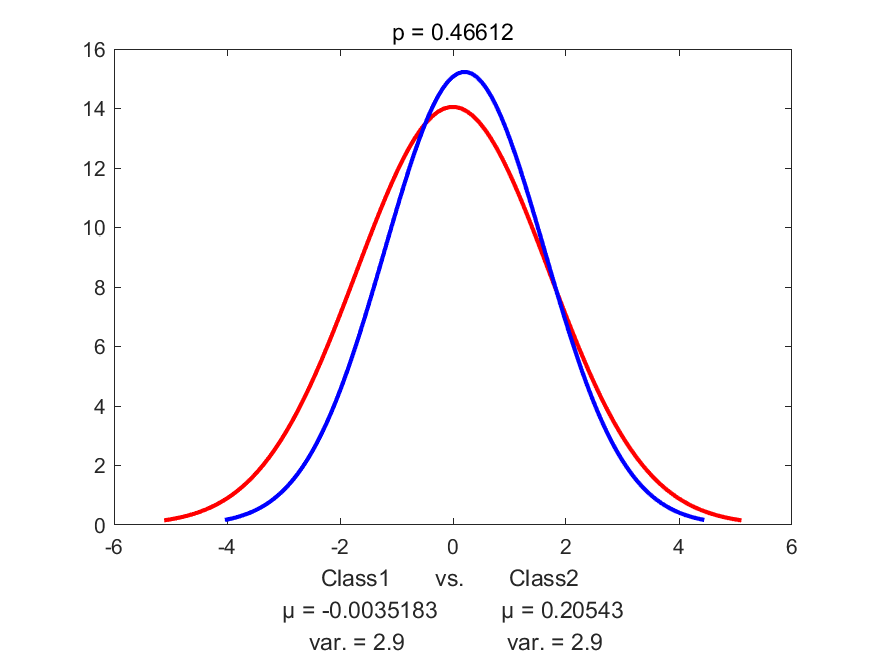 p = 0.46612
16
14
12
10
8
6
4
2
0
-6 -4 -2 0 2 4 6
Class1 vs. Class2
μ = -0.0035183 μ = 0.20543
var. = 2.9 var. = 2.9